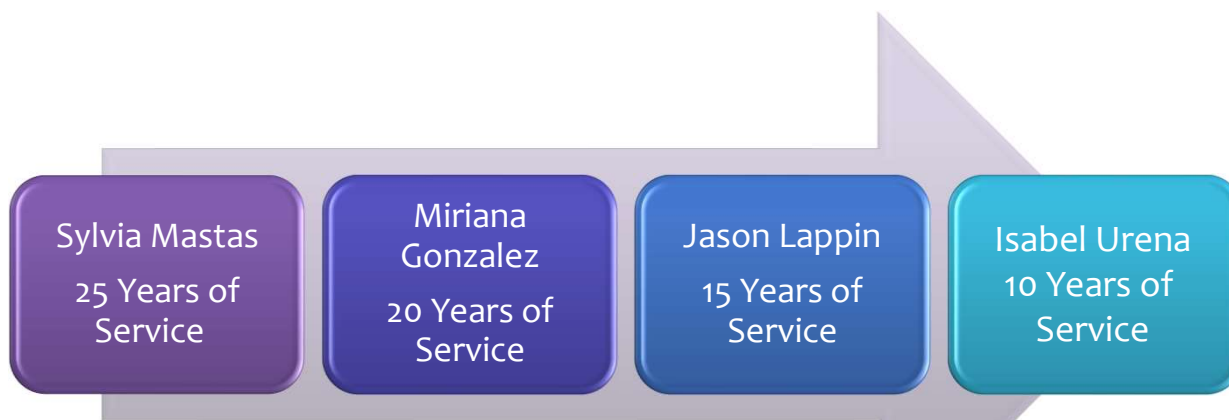 Sylvia Mastas
25 Years of
Service
Miriana
Gonzalez
20 Years of
Service
Jason Lappin
15 Years of
Service
Isabel Urena
10 Years of
Service